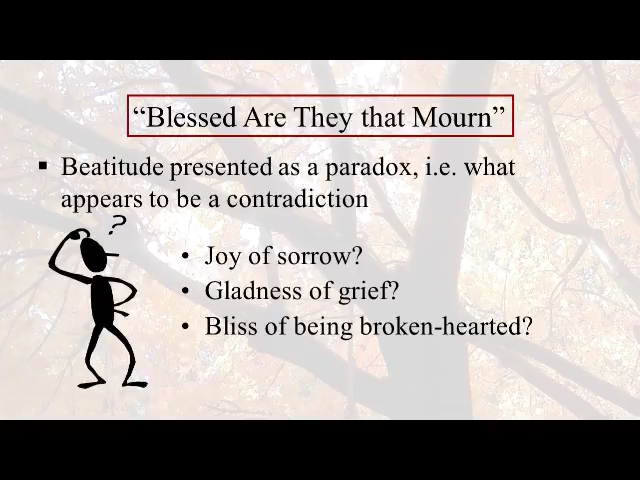 “Blessed Are They that Mourn”
▪ Beatitude presented as a paradox, i.e. what
appears to be a contradiction
?
• Joy of sorrow?
• Gladness of grief?
• Bliss of being broken-hearted?